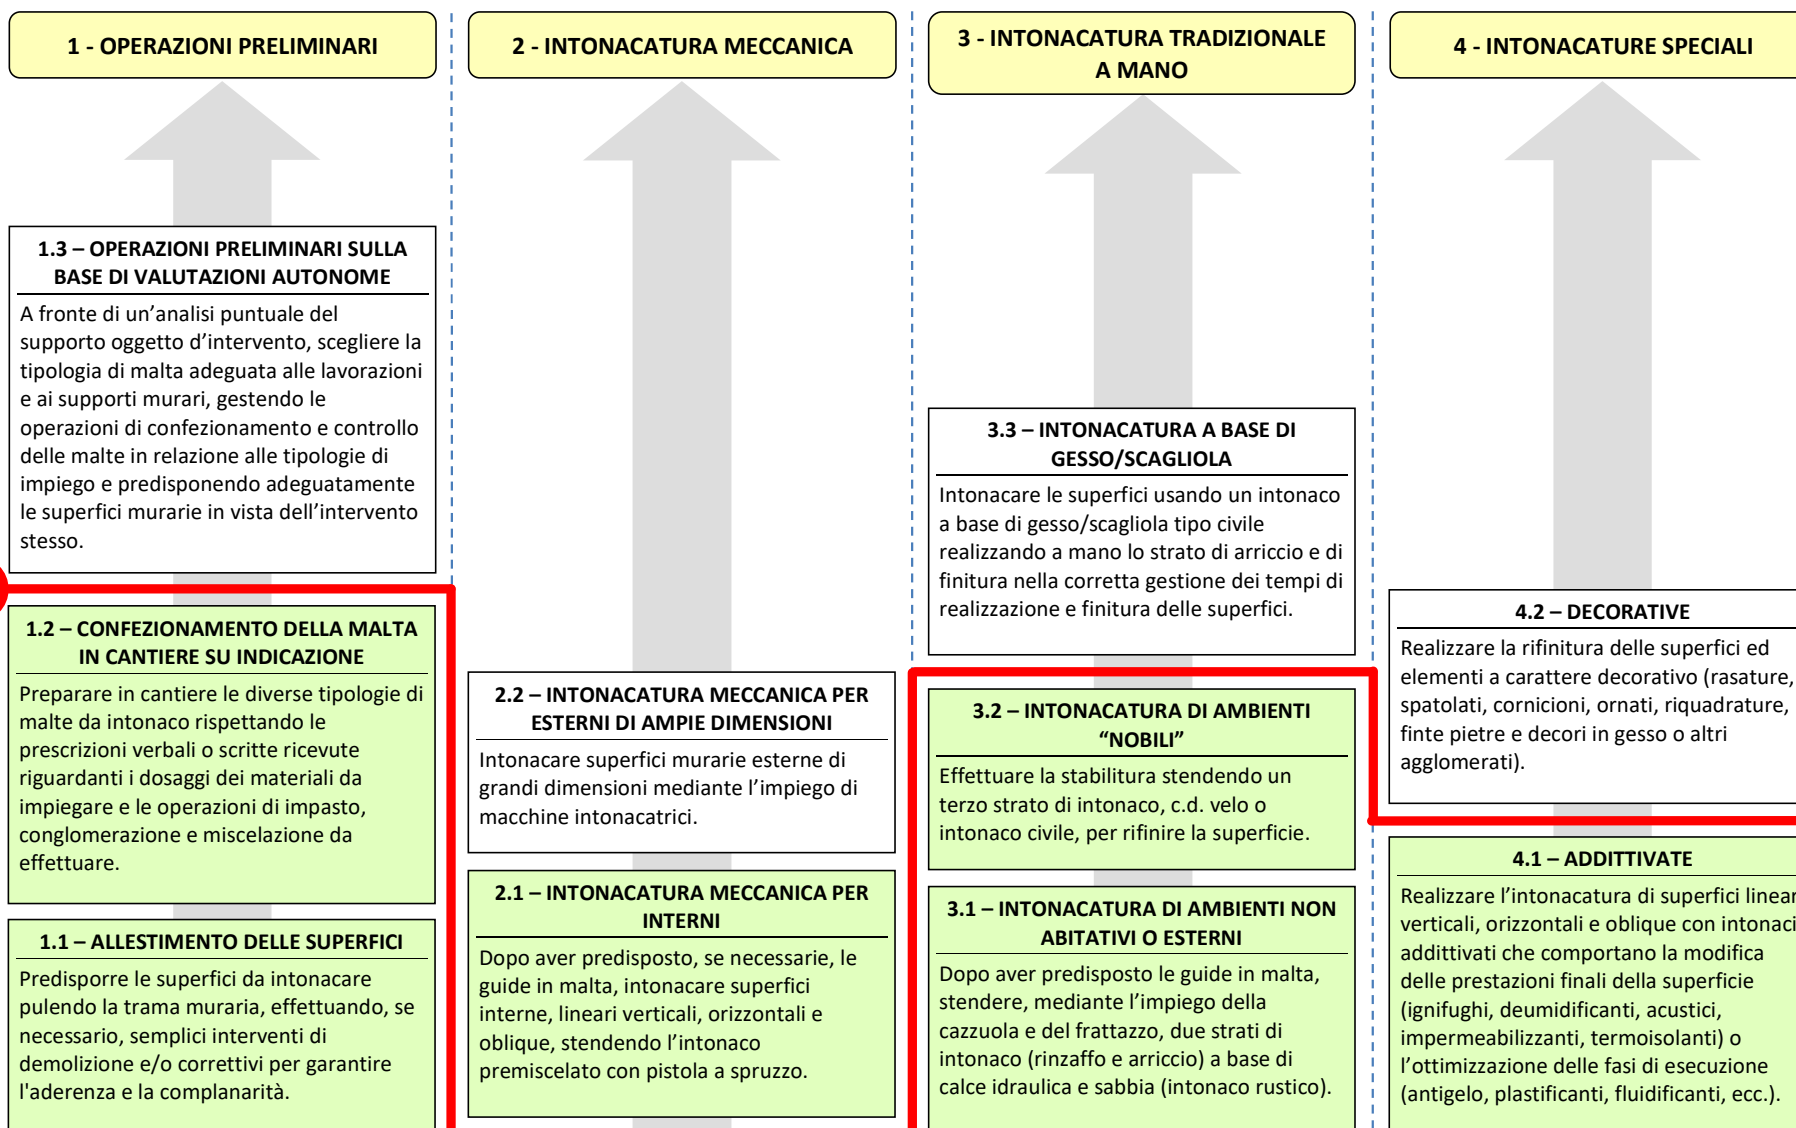 1 - OPERAZIONI PRELIMINARI
1.3 – OPERAZIONI PRELIMINARI SULLA
BASE DI VALUTAZIONI AUTONOME
A fronte di un’analisi puntuale del
supporto oggetto d’intervento, scegliere la
tipologia di malta adeguata alle lavorazioni
e ai supporti murari, gestendo le
operazioni di confezionamento e controllo
delle malte in relazione alle tipologie di
impiego e predisponendo adeguatamente
le superfici murarie in vista dell’intervento
stesso.
1.2 – CONFEZIONAMENTO DELLA MALTA
IN CANTIERE SU INDICAZIONE
Preparare in cantiere le diverse tipologie di
malte da intonaco rispettando le
prescrizioni verbali o scritte ricevute
riguardanti i dosaggi dei materiali da
impiegare e le operazioni di impasto,
conglomerazione e miscelazione da
effettuare.
1.1 – ALLESTIMENTO DELLE SUPERFICI
Predisporre le superfici da intonacare
pulendo la trama muraria, effettuando, se
necessario, semplici interventi di
demolizione e/o correttivi per garantire
l'aderenza e la complanarità.
2 - INTONACATURA MECCANICA
2.2 – INTONACATURA MECCANICA PER
ESTERNI DI AMPIE DIMENSIONI
Intonacare superfici murarie esterne di
grandi dimensioni mediante l’impiego di
macchine intonacatrici.
2.1 – INTONACATURA MECCANICA PER
INTERNI
Dopo aver predisposto, se necessarie, le
guide in malta, intonacare superfici
interne, lineari verticali, orizzontali e
oblique, stendendo l’intonaco
premiscelato con pistola a spruzzo.
3 - INTONACATURA TRADIZIONALE
A MANO
3.3 – INTONACATURA A BASE DI
GESSO/SCAGLIOLA
Intonacare le superfici usando un intonaco
a base di gesso/scagliola tipo civile
realizzando a mano lo strato di arriccio e di
finitura nella corretta gestione dei tempi di
realizzazione e finitura delle superfici.
3.2 – INTONACATURA DI AMBIENTI
“NOBILI”
Effettuare la stabilitura stendendo un
terzo strato di intonaco, c.d. velo o
intonaco civile, per rifinire la superficie.
3.1 – INTONACATURA DI AMBIENTI NON
ABITATIVI O ESTERNI
Dopo aver predisposto le guide in malta,
stendere, mediante l’impiego della
cazzuola e del frattazzo, due strati di
intonaco (rinzaffo e arriccio) a base di
calce idraulica e sabbia (intonaco rustico).
4 - INTONACATURE SPECIALI
4.2 – DECORATIVE
Realizzare la rifinitura delle superfici ed
elementi a carattere decorativo (rasature,
spatolati, cornicioni, ornati, riquadrature,
finte pietre e decori in gesso o altri
agglomerati).
4.1 – ADDITTIVATE
Realizzare l’intonacatura di superfici linear
verticali, orizzontali e oblique con intonaci
addittivati che comportano la modifica
delle prestazioni finali della superficie
(ignifughi, deumidificanti, acustici,
impermeabilizzanti, termoisolanti) o
l’ottimizzazione delle fasi di esecuzione
(antigelo, plastificanti, fluidificanti, ecc.).